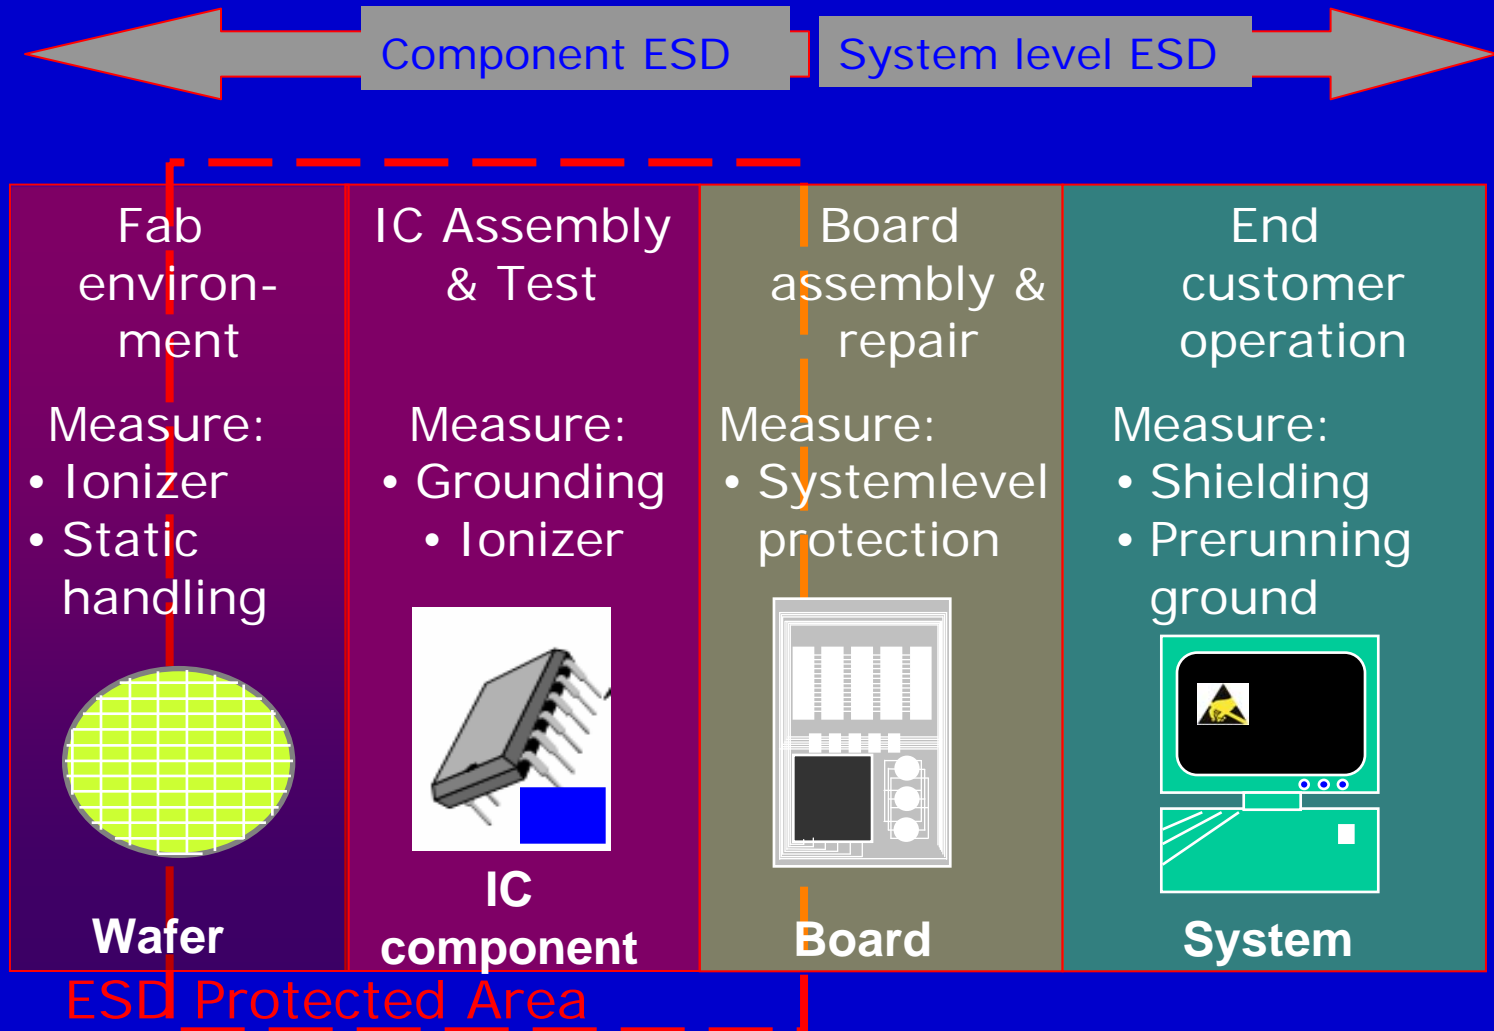 Component ESD
System level ESD
Fab
environ-
ment
Measure:
• Ionizer
• Static
handling
Wafer
IC Assembly
& Test
Measure:
• Grounding
• Ionizer
IC
component
Board
assembly &
repair
Measure:
• Systemlevel
protection
Board
End
customer
operation
Measure:
• Shielding
• Prerunning
ground
System
ESD Protected Area